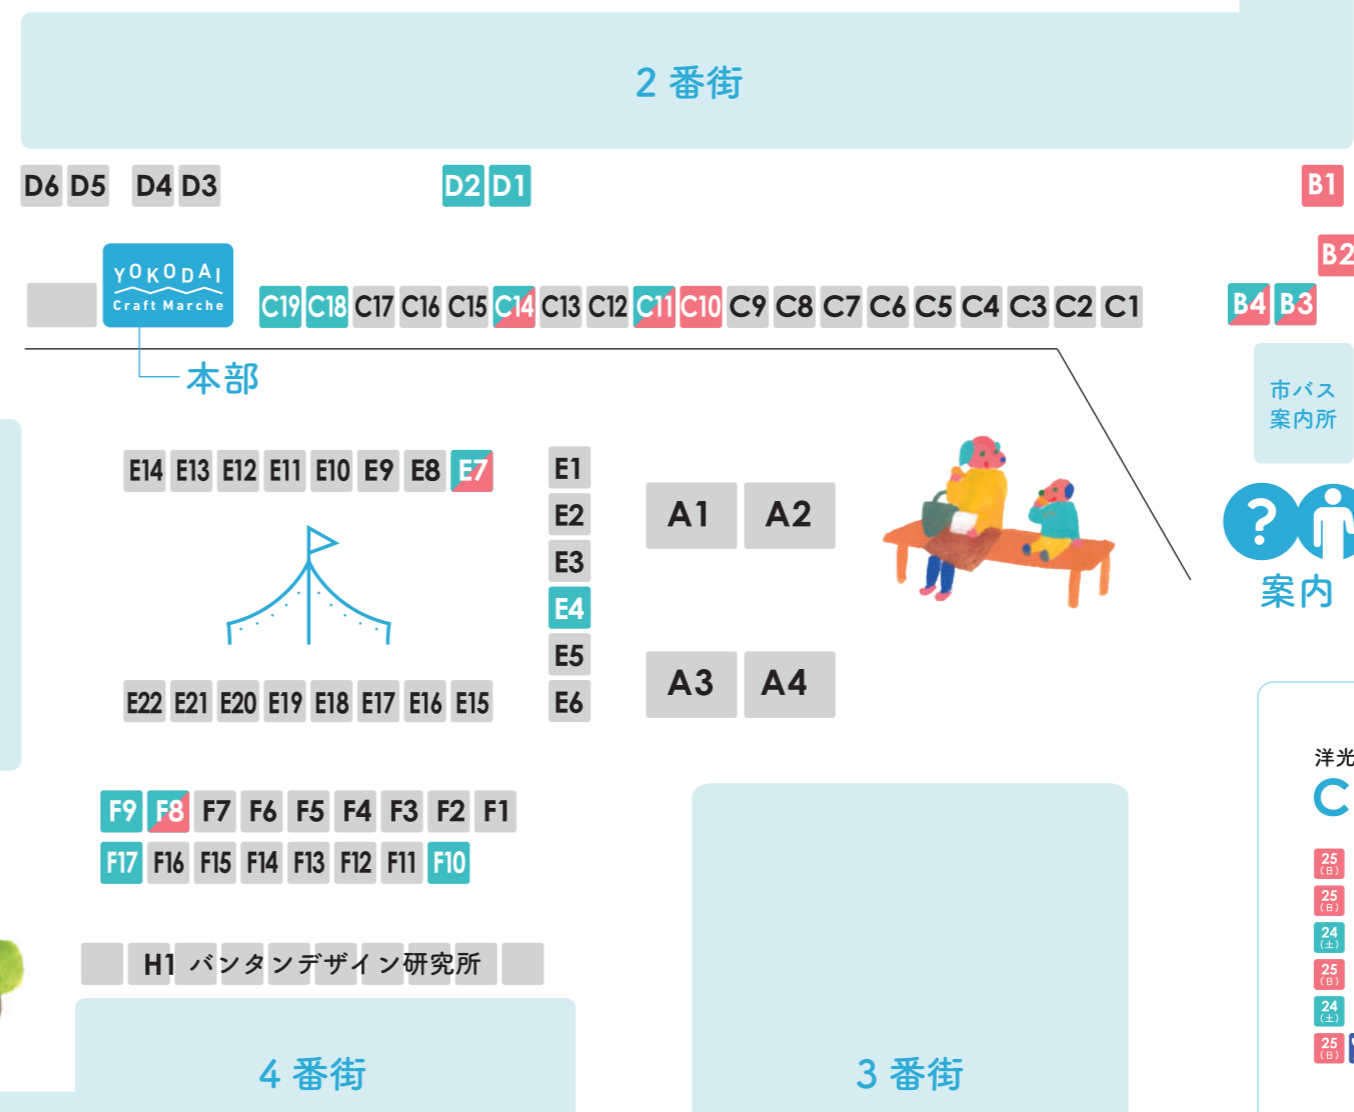 2 番街
D6 D5 D4 D3 D2 D1 B1
B2
YOKODAI
Craft Marche
C19 C18 C17 C16 C15 C14 C13 C12 C11 C10 C9 C8 C7 C6 C5 C4 C3 C2 C1 B4 B3
本部
市バス
案内所
E14 E13 E12 E11 E10 E9 E8 E7
E1
E2
E3
E4
E5
E6
A1 A2
?
案内
A3 A4
E22 E21 E20 E19 E18 E17 E16 E15
洋光
C
F9 F8 F7 F6 F5 F4 F3 F2 F1
F17 F16 F15 F14 F13 F12 F11 F10
25
(日)
25
(日)
24
(土)
25
(日)
24
(土)
25
(日)
H1 バンタンデザイン研究所
4 番街
3 番街